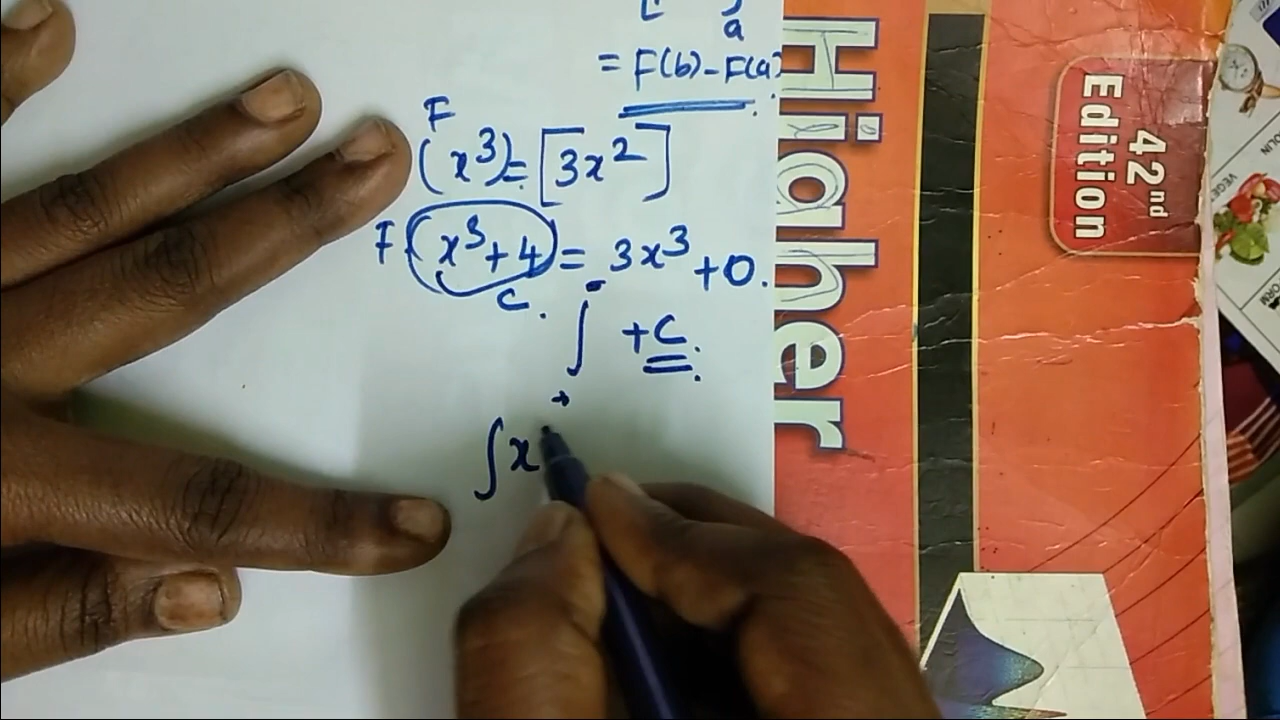 a
= F(b) - F(a)
F
(x³) = [3x²]
F (x³+4) = 3x³ + 0.
C.
∫ + C
∫x
Higher
42nd
Edition